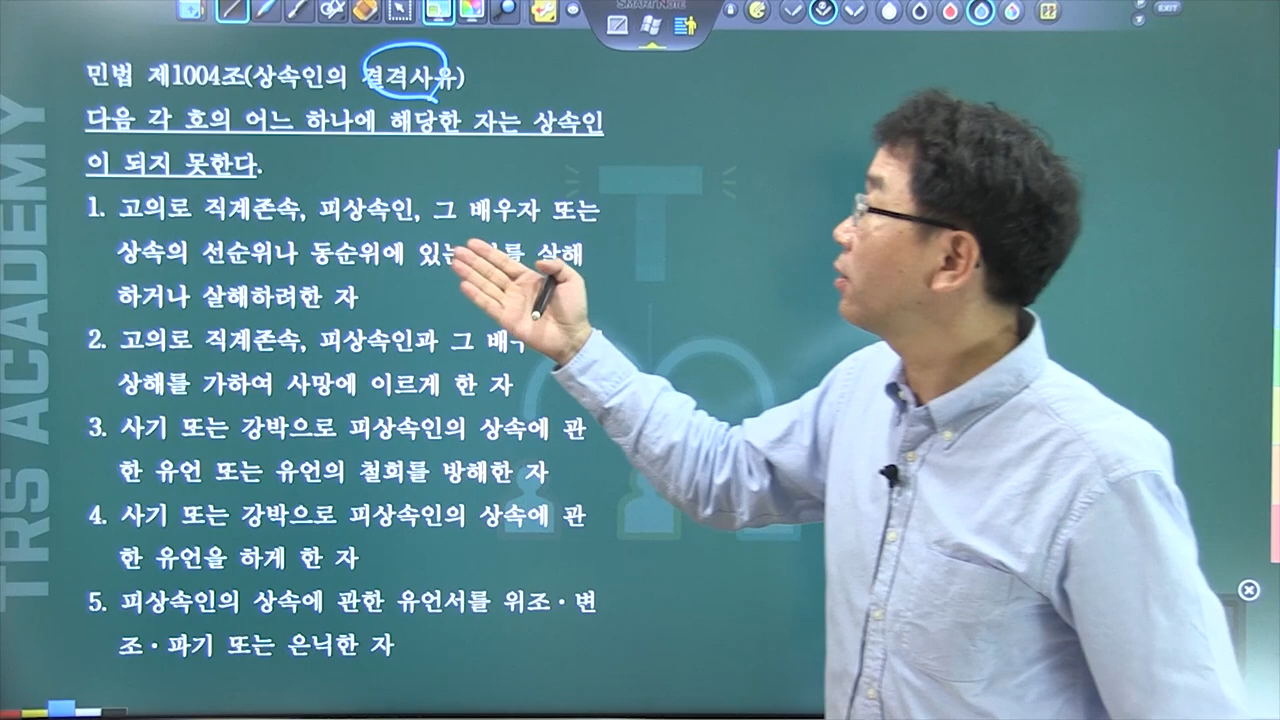 SMART NOTE
EXIT
민법 제1004조(상속인의 결격사유)
다음 각 호의 어느 하나에 해당한 자는 상속인
이 되지 못한다.
1. 고의로 직계존속, 피상속인, 그 배우자 또는
상속의 선순위나 동순위에 있는 를 살해
하거나 살해하려한 자
2. 고의로 직계존속, 피상속인과 그
상해를 가하여 사망에 이르게 한 자
3. 사기 또는 강박으로 피상속인의 상속에 관
한 유언 또는 유언의 철회를 방해한 자
4. 사기 또는 강박으로 피상속인의 상속에 관
한 유언을 하게 한 자
5. 피상속인의 상속에 관한 유언서를 위조·변
조·파기 또는 은닉한 자
TRS ACADEMY